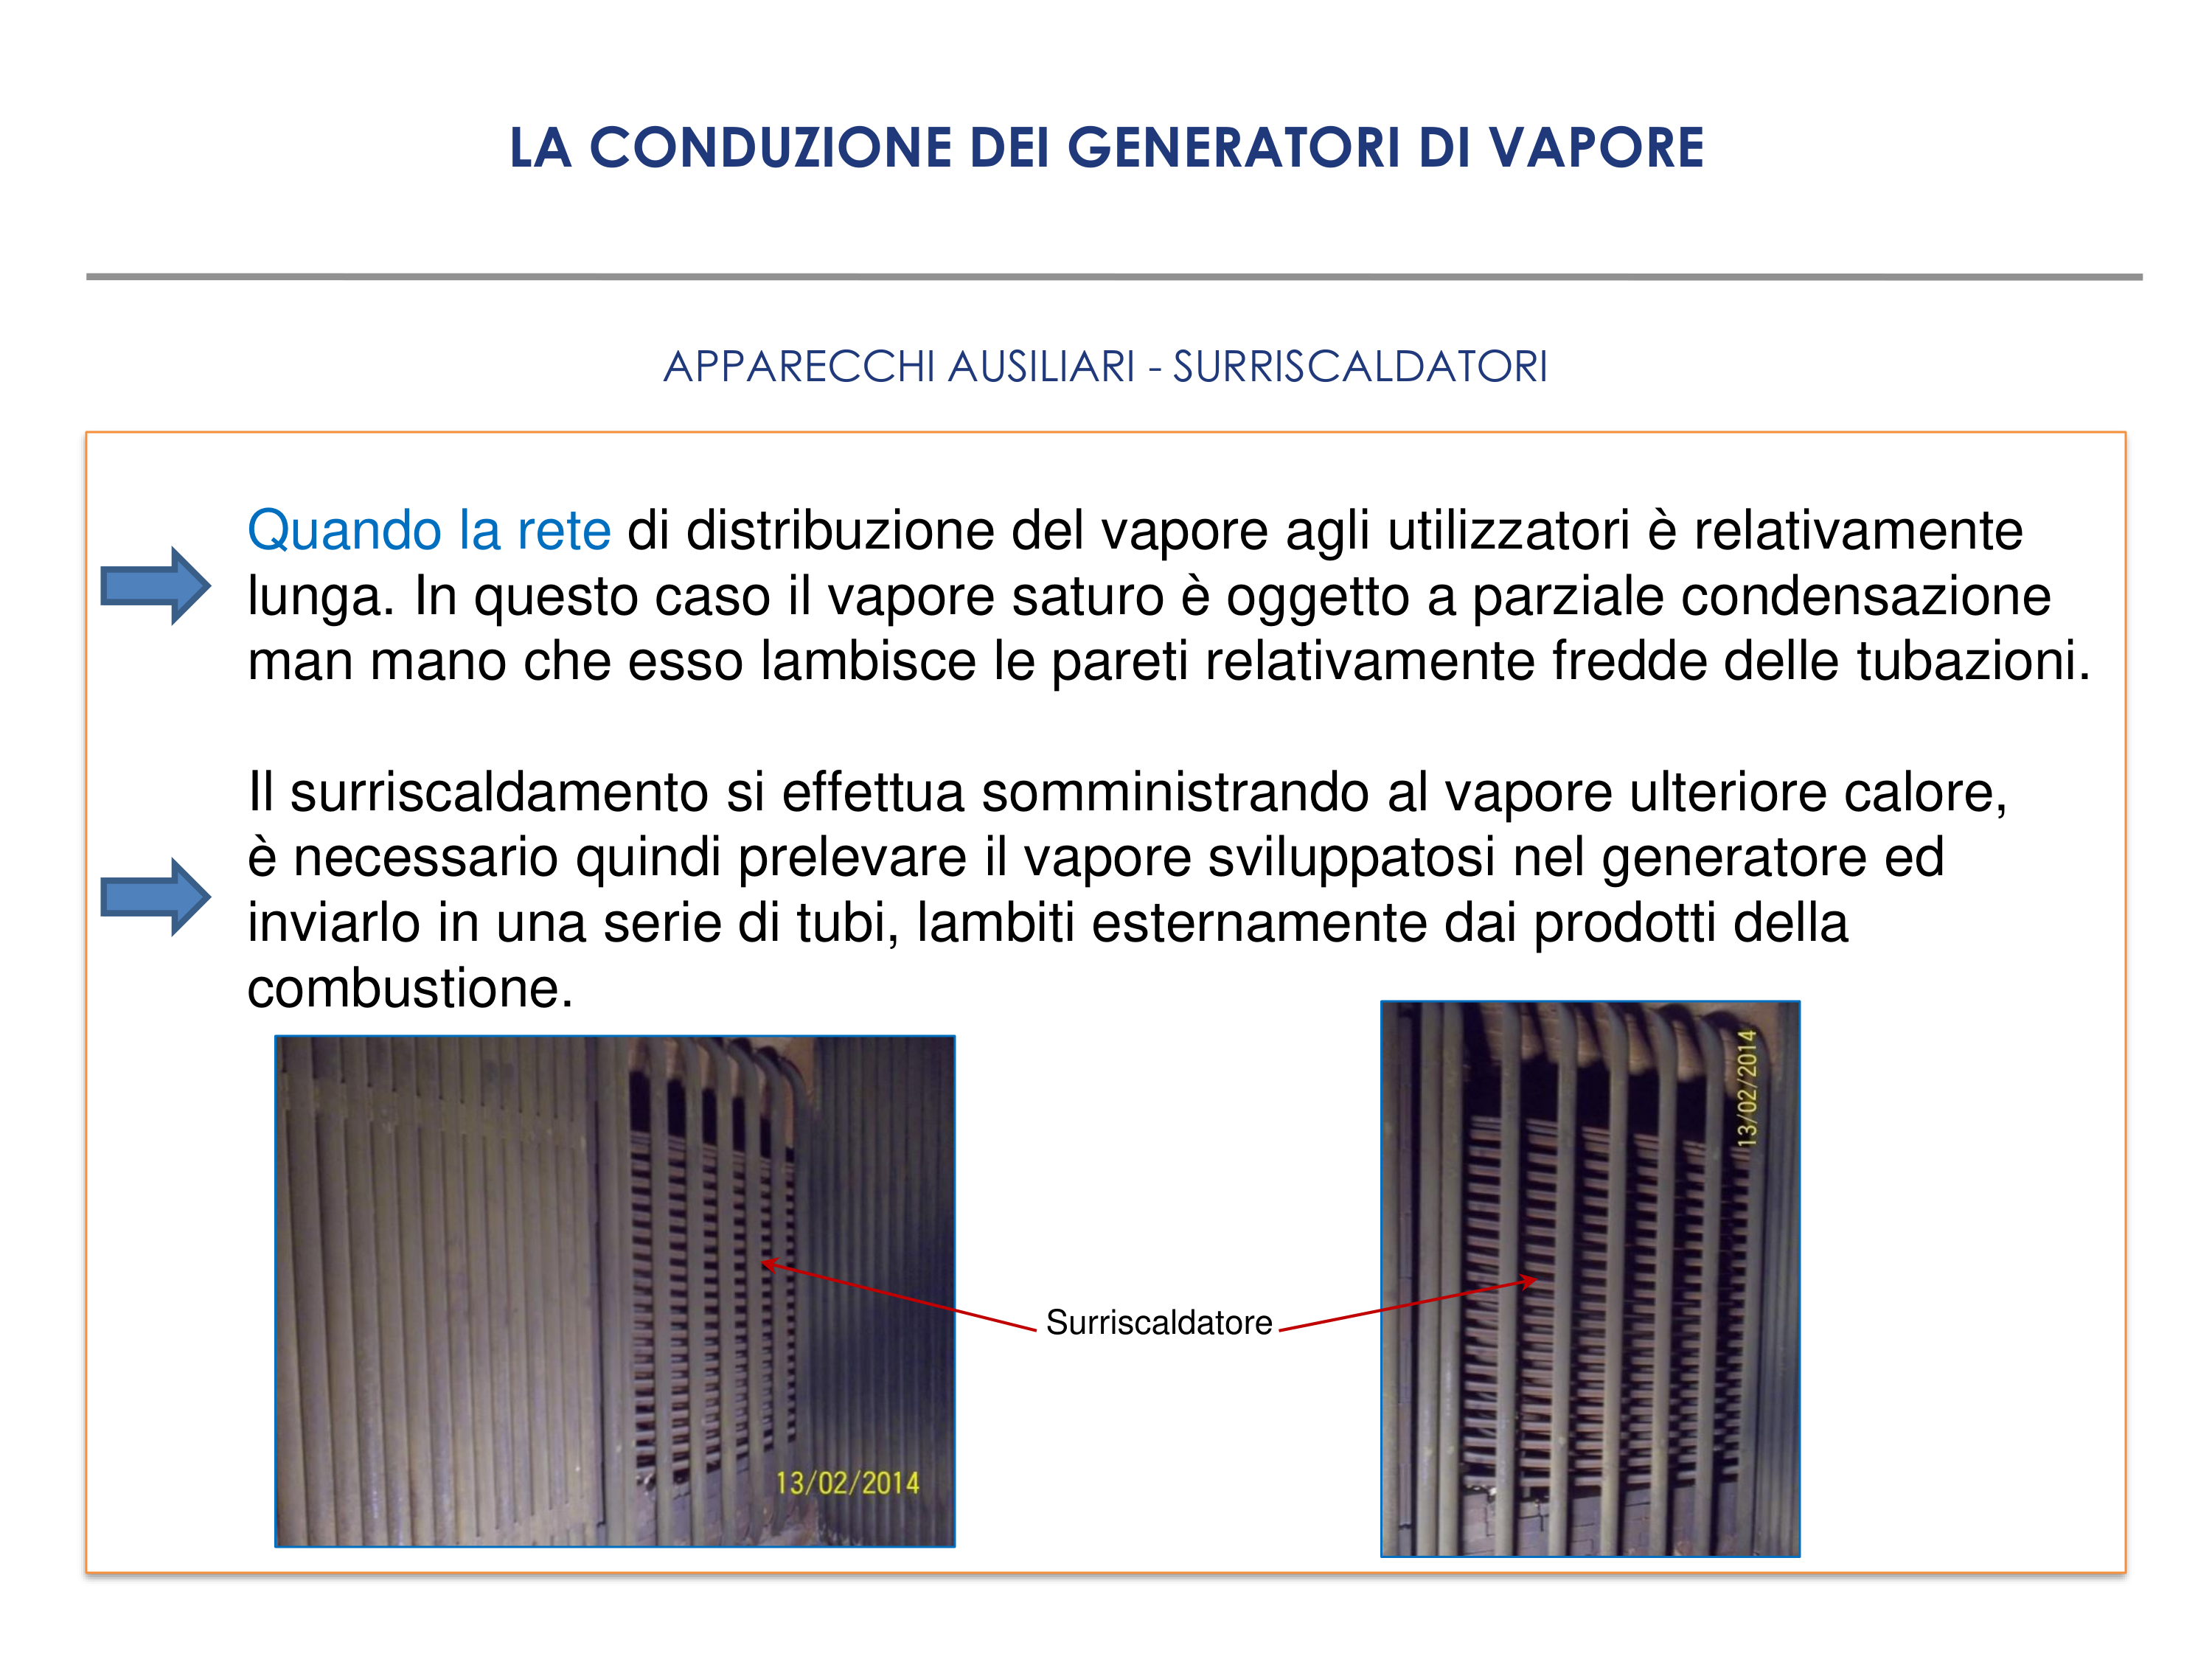 LA CONDUZIONE DEI GENERATORI DI VAPORE
APPARECCHI AUSILIARI - SURRISCALDATORI
Quando la rete di distribuzione del vapore agli utilizzatori è relativamente
lunga. In questo caso il vapore saturo è oggetto a parziale condensazione
man mano che esso lambisce le pareti relativamente fredde delle tubazioni.
Il surriscaldamento si effettua somministrando al vapore ulteriore calore,
è necessario quindi prelevare il vapore sviluppatosi nel generatore ed
inviarlo in una serie di tubi, lambiti esternamente dai prodotti della
combustione.
13/02/2014
Surriscaldatore
13/02/2014